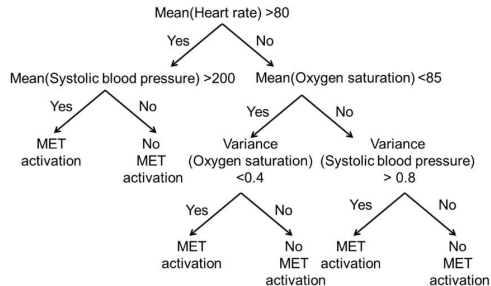 Mean(Heart rate) >80
Yes
No
Mean(Systolic blood pressure) >200
Mean(Oxygen saturation) <85
Yes
No
Yes
No
MET
activation
No
MET
activation
Variance
(Oxygen saturation)
<0.4
Variance
(Systolic blood pressure)
> 0.8
Yes
No
Yes
No
MET
activation
No
MET
activation
MET
activation
No
MET
activation